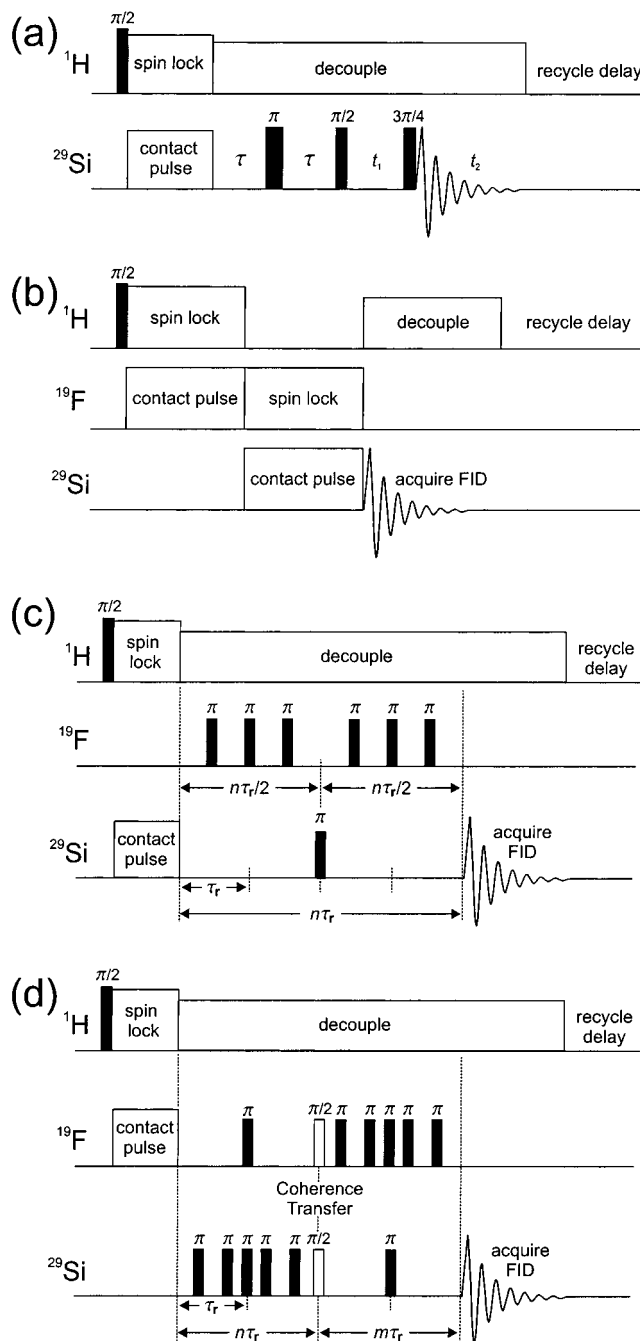 (a)
π/2
¹H
spin lock
decouple
recycle delay
π
π/2
3π/4
²⁹Si
contact pulse
τ
τ
t₁
t₂
(b)
π/2
¹H
spin lock
decouple
recycle delay
¹⁹F
contact pulse
spin lock
²⁹Si
contact pulse
acquire FID
(c)
π/2
¹H
spin lock
decouple
recycle delay
π π π π π π
¹⁹F
nτr/2
nτr/2
π
²⁹Si
contact pulse
acquire FID
τr
nτr
(d)
π/2
¹H
spin lock
decouple
recycle delay
π π/2 π π π π π
¹⁹F
contact pulse
Coherence Transfer
π π π π π π/2 π
²⁹Si
acquire FID
τr
nτr
mτr